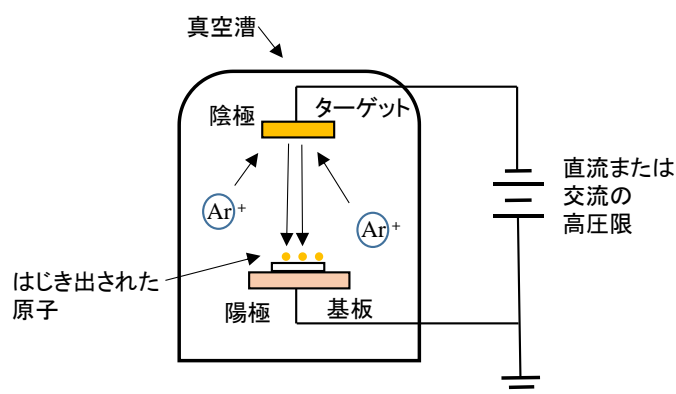 真空漕
陰極
ターゲット
Ar+
Ar+
直流または
交流の
高圧限
はじき出された
原子
陽極
基板